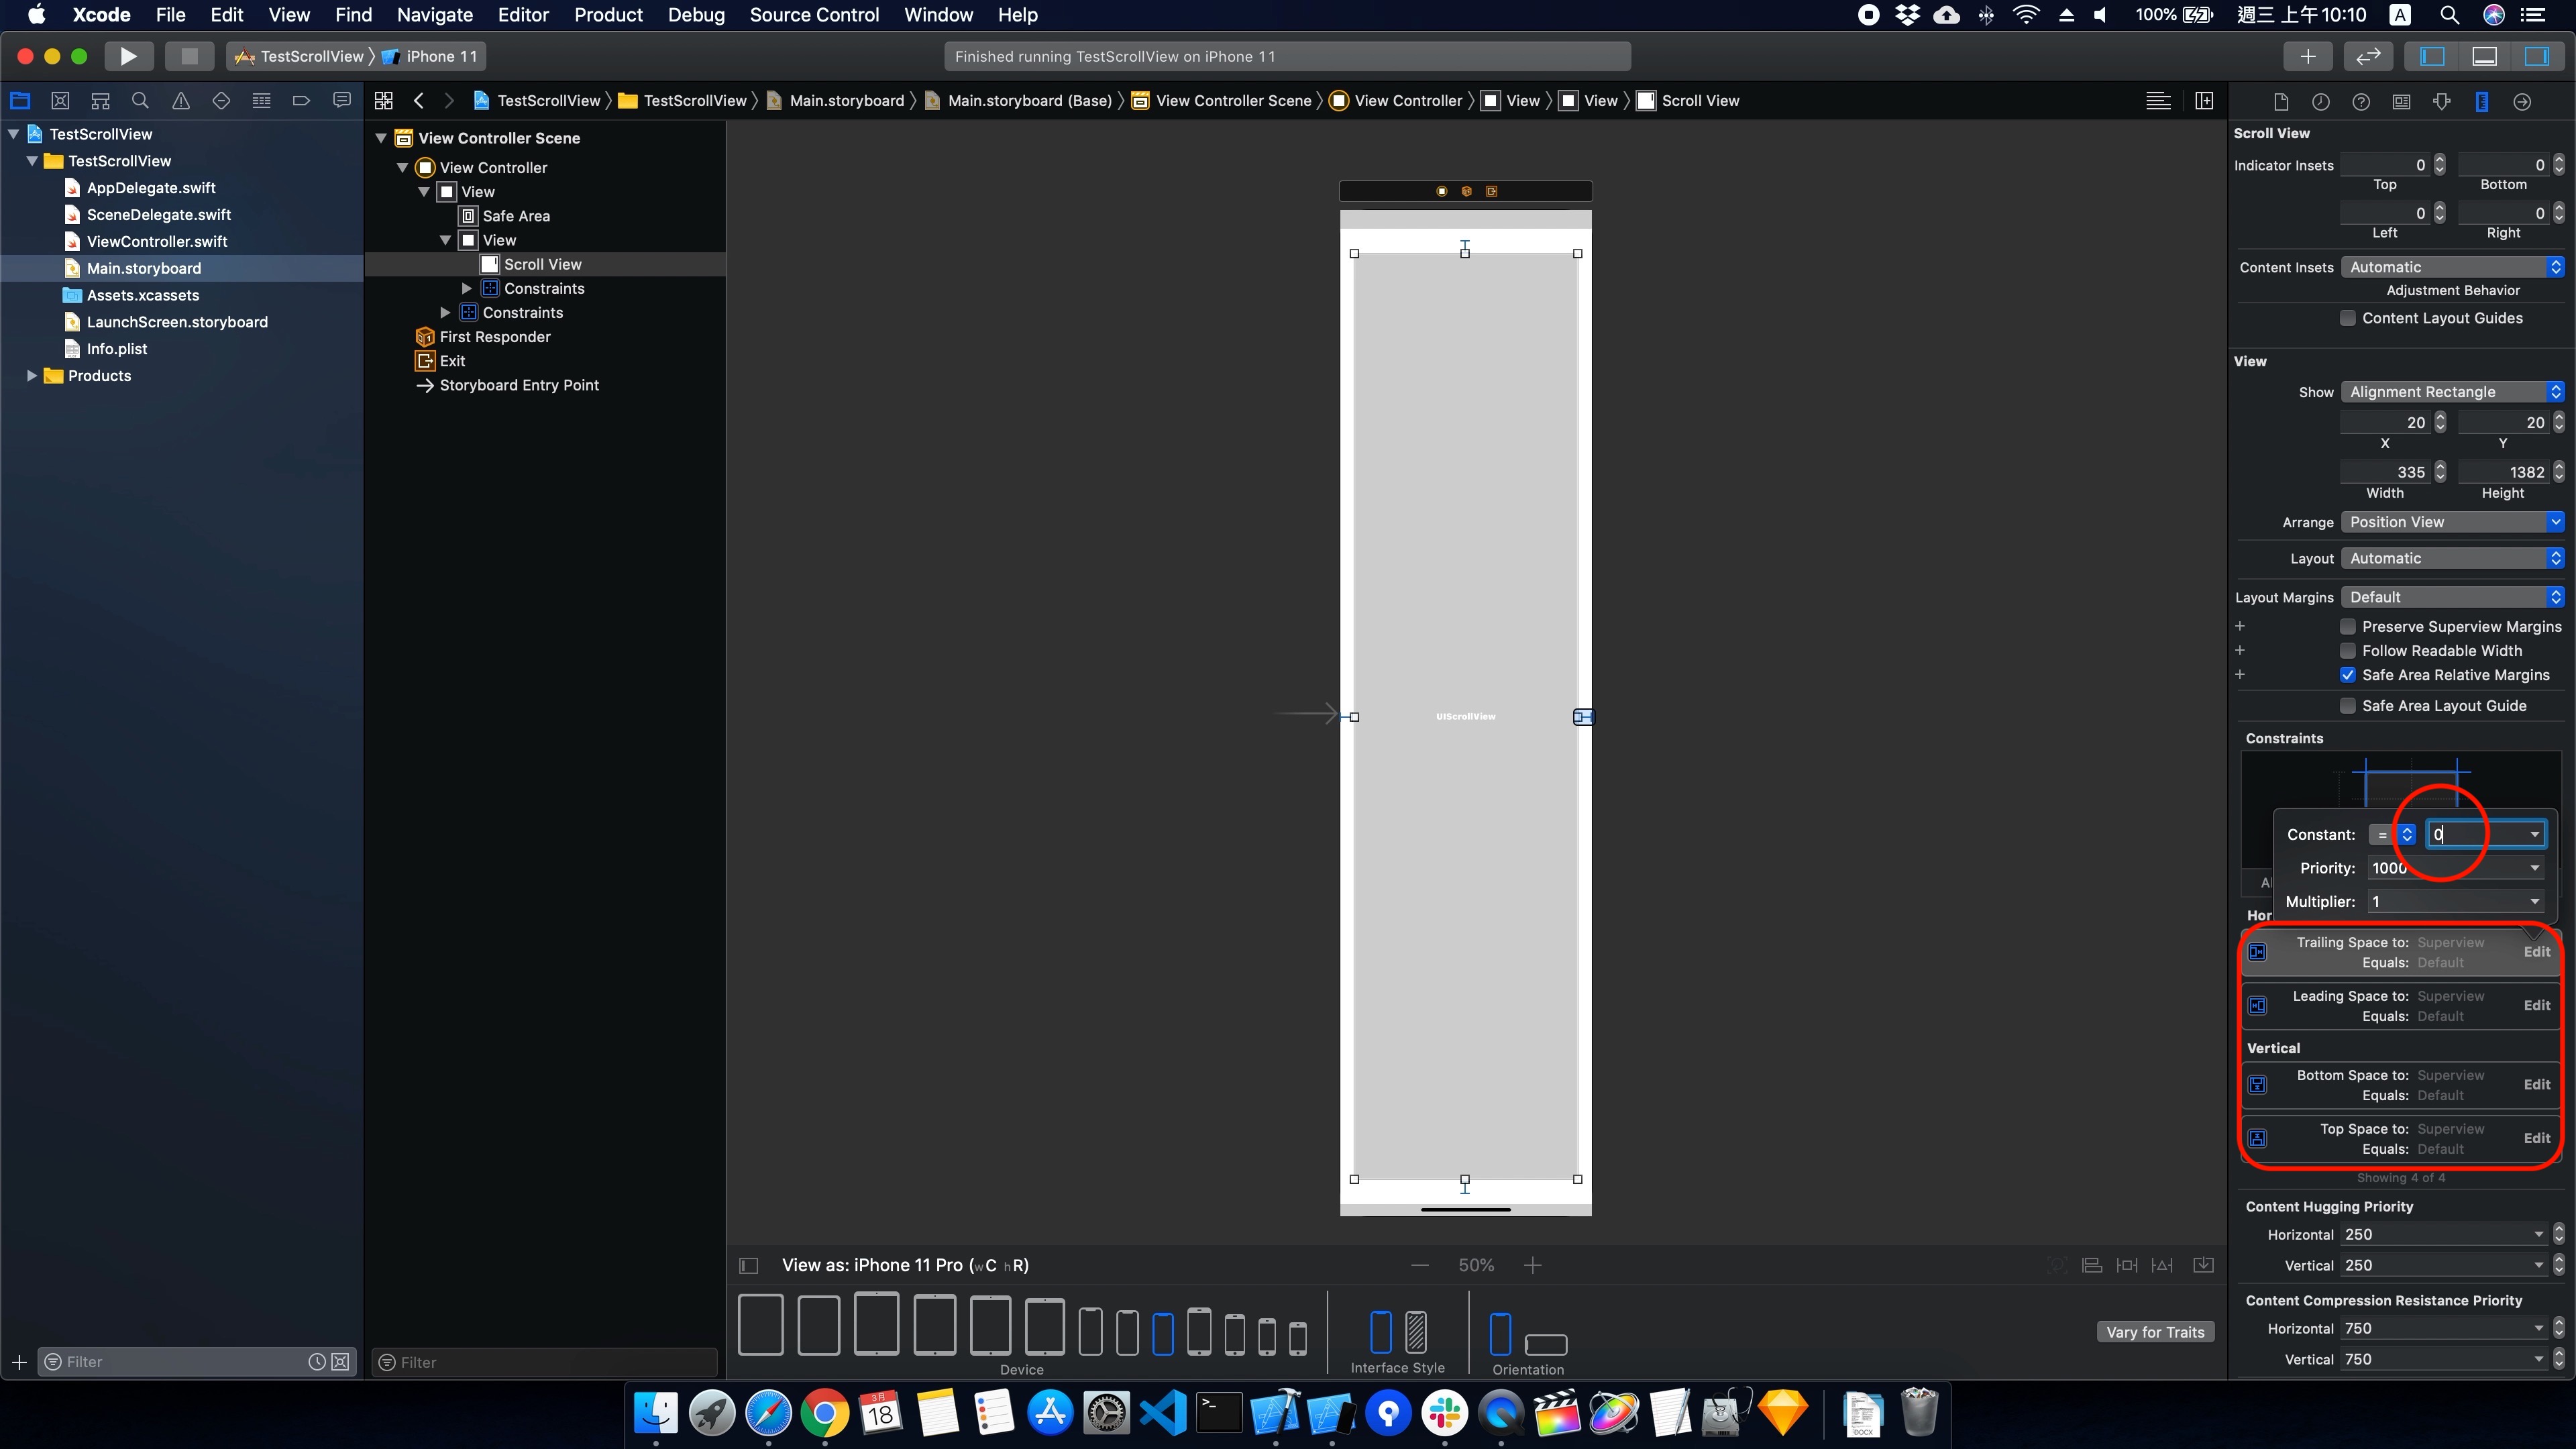 Xcode File Edit View Find Navigate Editor Product Debug Source Control Window Help
100% 週三 上午10:10 A
TestScrollView iPhone 11
Finished running TestScrollView on iPhone 11
TestScrollView TestScrollView Main.storyboard Main.storyboard (Base) View Controller Scene View Controller View View Scroll View
TestScrollView
TestScrollView
AppDelegate.swift
SceneDelegate.swift
ViewController.swift
Main.storyboard
Assets.xcassets
LaunchScreen.storyboard
Info.plist
Products
Filter
View Controller Scene
View Controller
View
Safe Area
View
Scroll View
Constraints
Constraints
First Responder
Exit
Storyboard Entry Point
Filter
UIScrollView
View as: iPhone 11 Pro (wC hR)
50%
Device
Interface Style
Orientation
Vary for Traits
Scroll View
Indicator Insets 0 0
Top Bottom
0 0
Left Right
Content Insets Automatic
Adjustment Behavior
Content Layout Guides
View
Show Alignment Rectangle
20 20
X Y
335 1382
Width Height
Arrange Position View
Layout Automatic
Layout Margins Default
Preserve Superview Margins
Follow Readable Width
Safe Area Relative Margins
Safe Area Layout Guide
Constraints
Constant: = 0
Priority: 1000
Multiplier: 1
Trailing Space to: Superview
Equals: Default
Edit
Leading Space to: Superview
Equals: Default
Edit
Vertical
Bottom Space to: Superview
Equals: Default
Edit
Top Space to: Superview
Equals: Default
Edit
Showing 4 of 4
Content Hugging Priority
Horizontal 250
Vertical 250
Content Compression Resistance Priority
Horizontal 750
Vertical 750
3月
18
DOCX